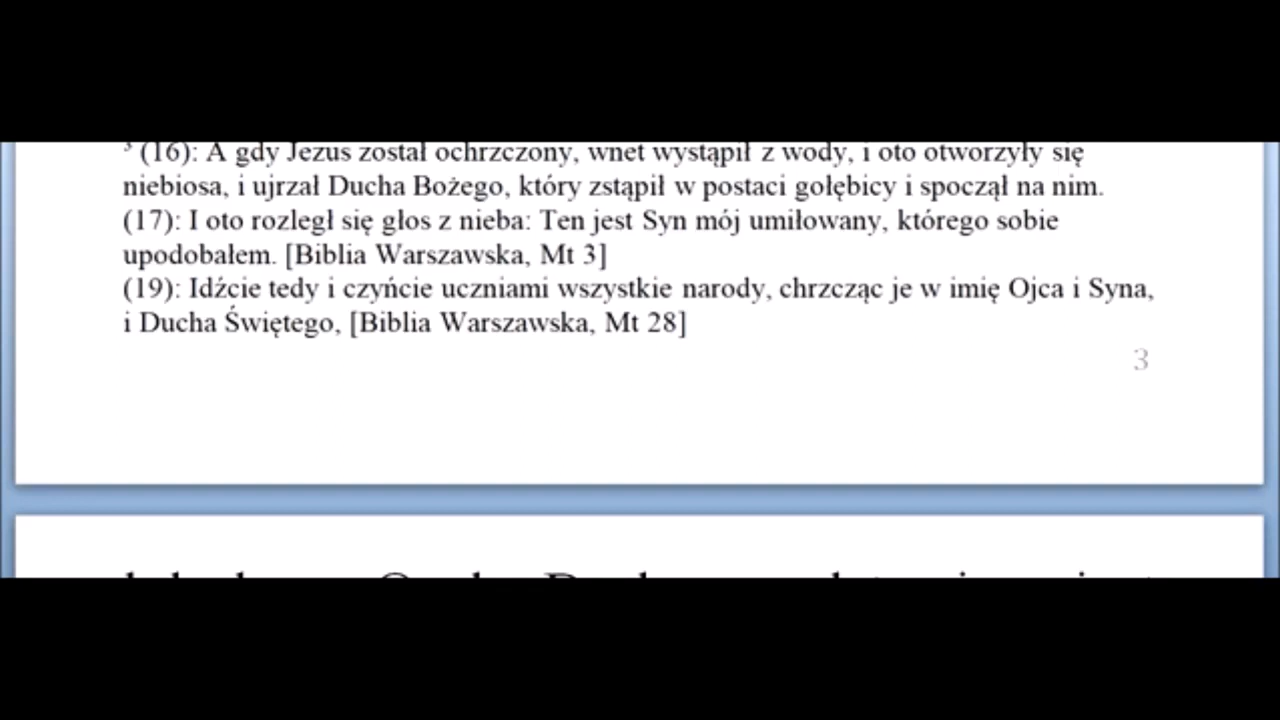 ³ (16): A gdy Jezus został ochrzczony, wnet wystąpił z wody, i oto otworzyły się
niebiosa, i ujrzał Ducha Bożego, który zstąpił w postaci gołębicy i spoczął na nim.
(17): I oto rozległ się głos z nieba: Ten jest Syn mój umiłowany, którego sobie
upodobałem. [Biblia Warszawska, Mt 3]
(19): Idźcie tedy i czyńcie uczniami wszystkie narody, chrzcząc je w imię Ojca i Syna,
i Ducha Świętego, [Biblia Warszawska, Mt 28]
3